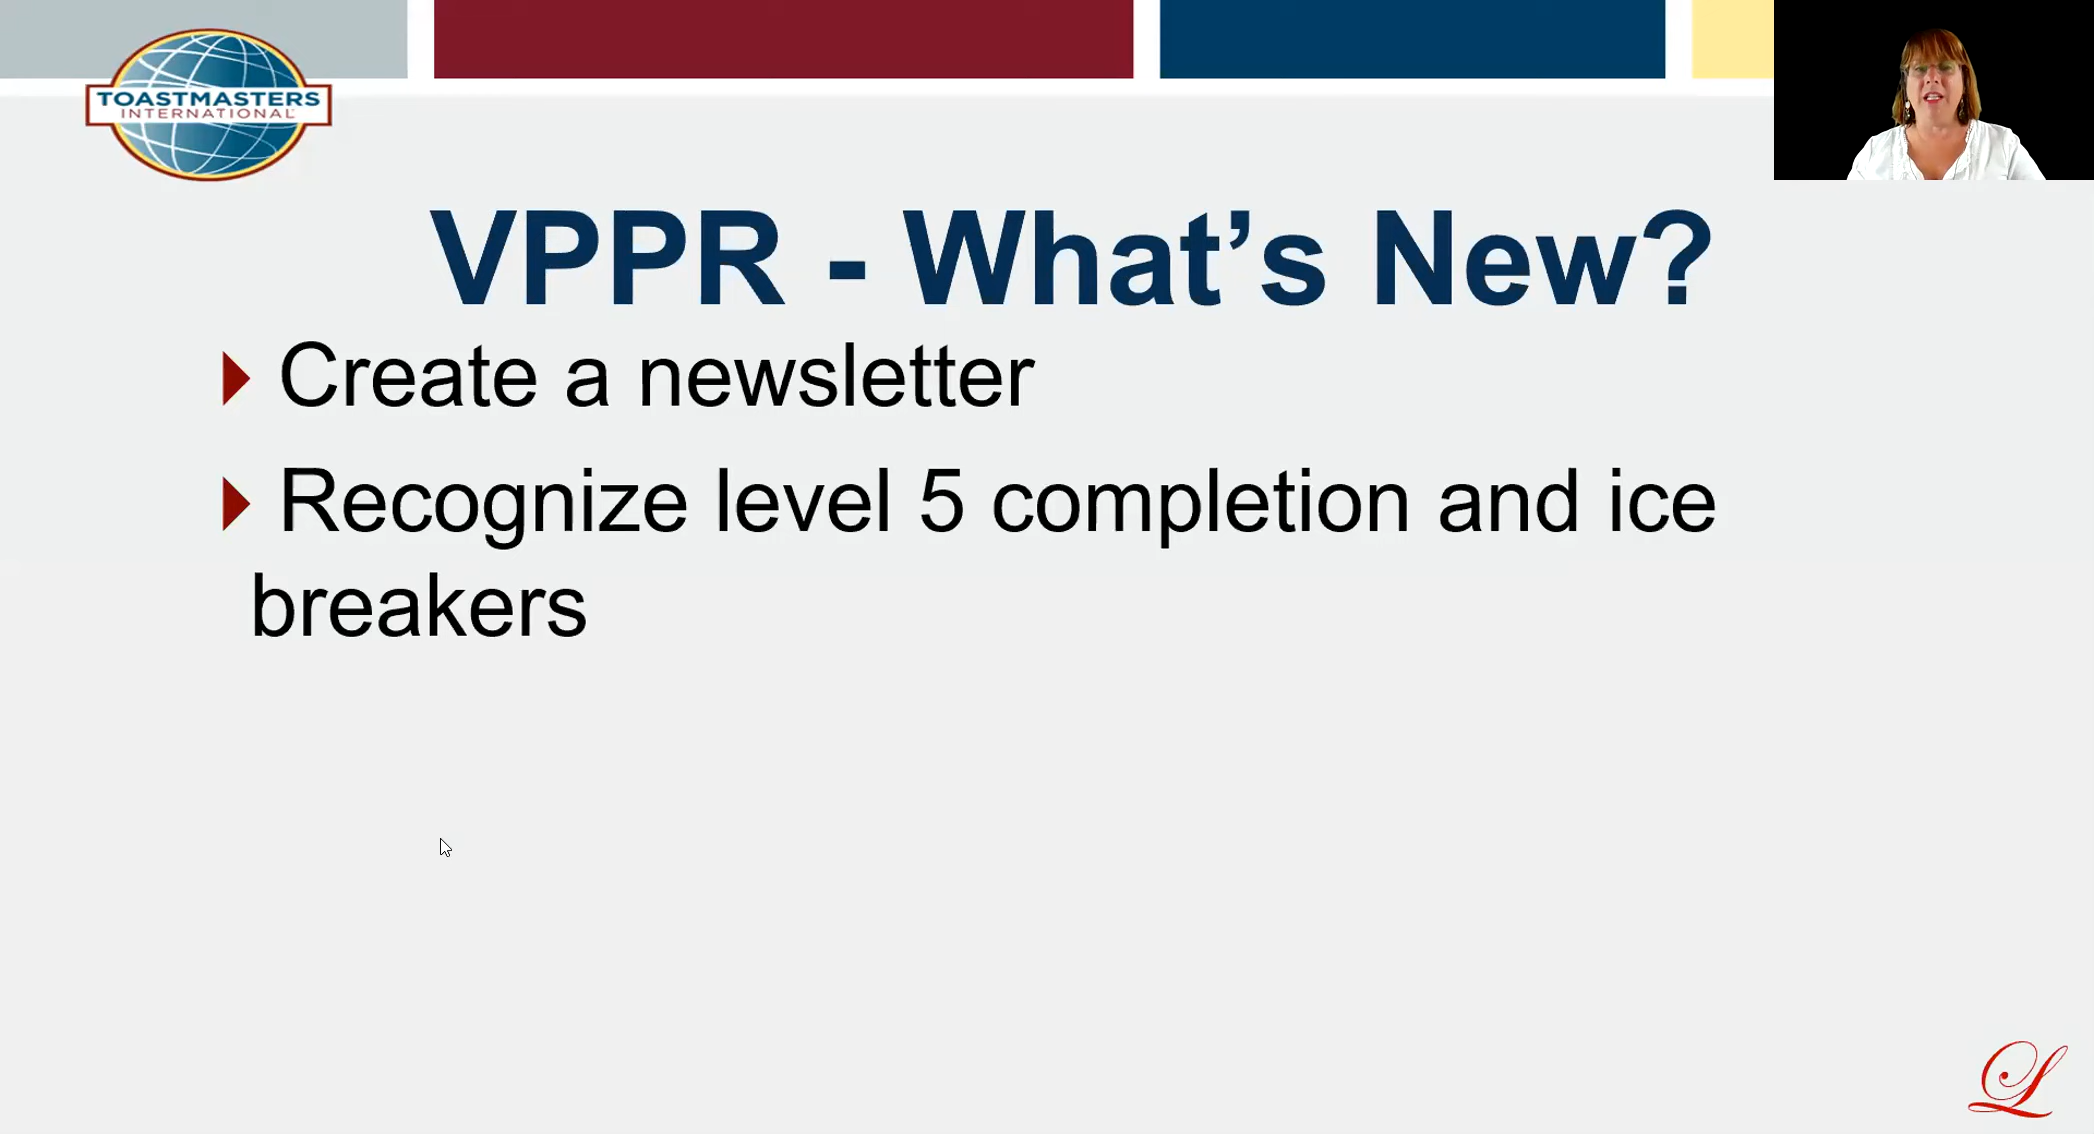 TOASTMASTERS
INTERNATIONAL
VPPR - What’s New?
Create a newsletter
Recognize level 5 completion and ice
breakers
L